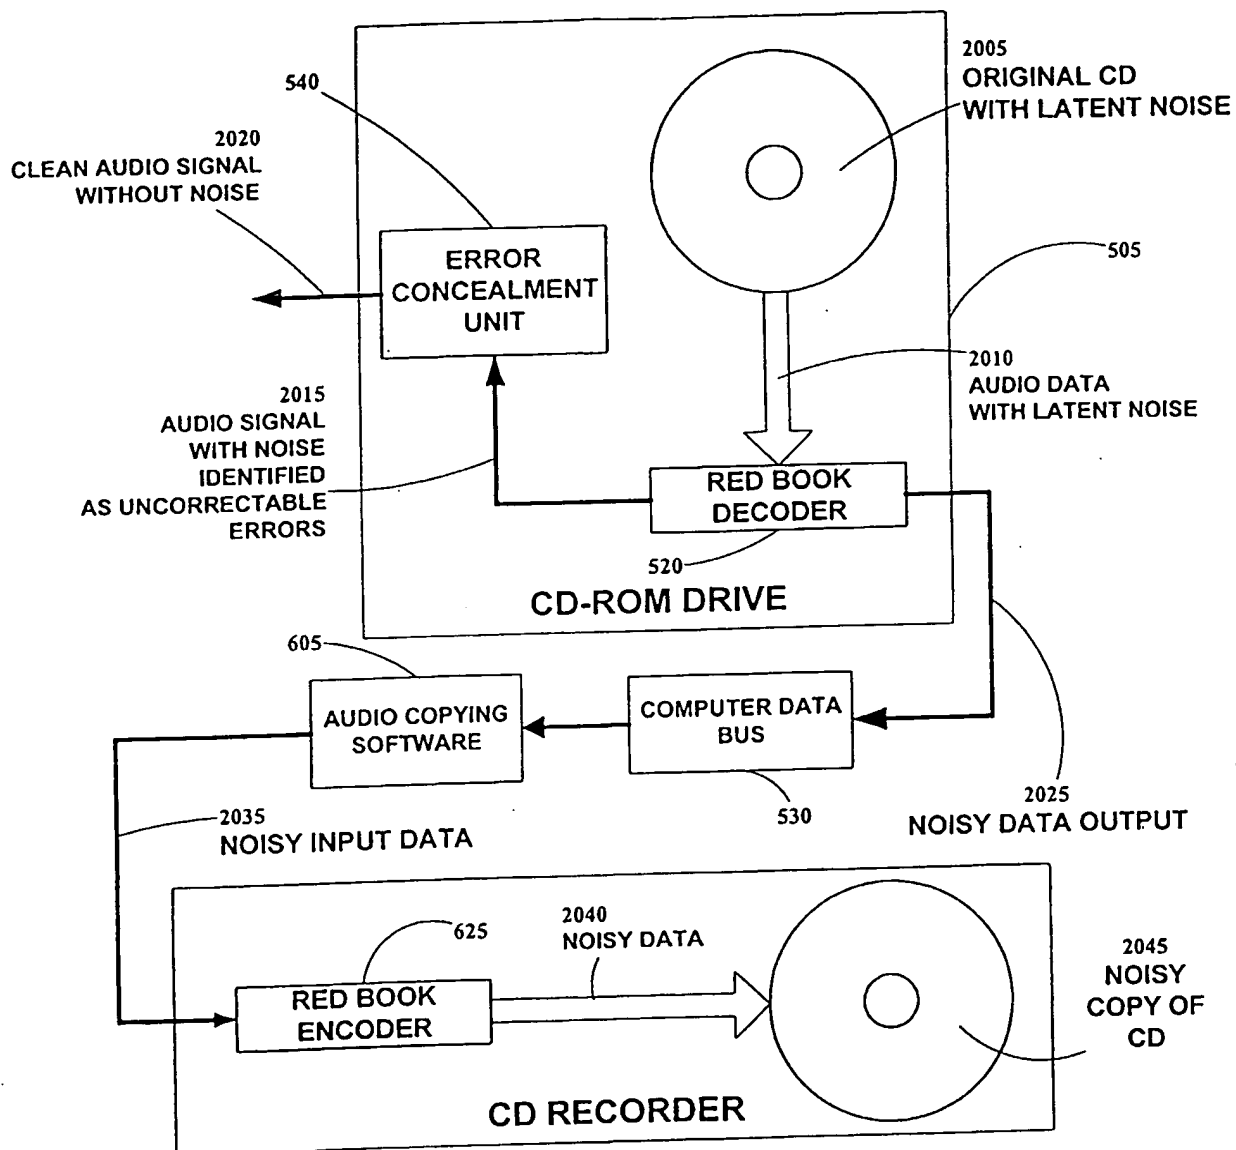 2005
ORIGINAL CD
WITH LATENT NOISE
540
2020
CLEAN AUDIO SIGNAL
WITHOUT NOISE
ERROR
CONCEALMENT
UNIT
505
2010
AUDIO DATA
WITH LATENT NOISE
2015
AUDIO SIGNAL
WITH NOISE
IDENTIFIED
AS UNCORRECTABLE
ERRORS
RED BOOK
DECODER
520
CD-ROM DRIVE
605
AUDIO COPYING
SOFTWARE
COMPUTER DATA
BUS
530
2025
NOISY DATA OUTPUT
2035
NOISY INPUT DATA
625
2040
NOISY DATA
RED BOOK
ENCODER
2045
NOISY
COPY OF
CD
CD RECORDER